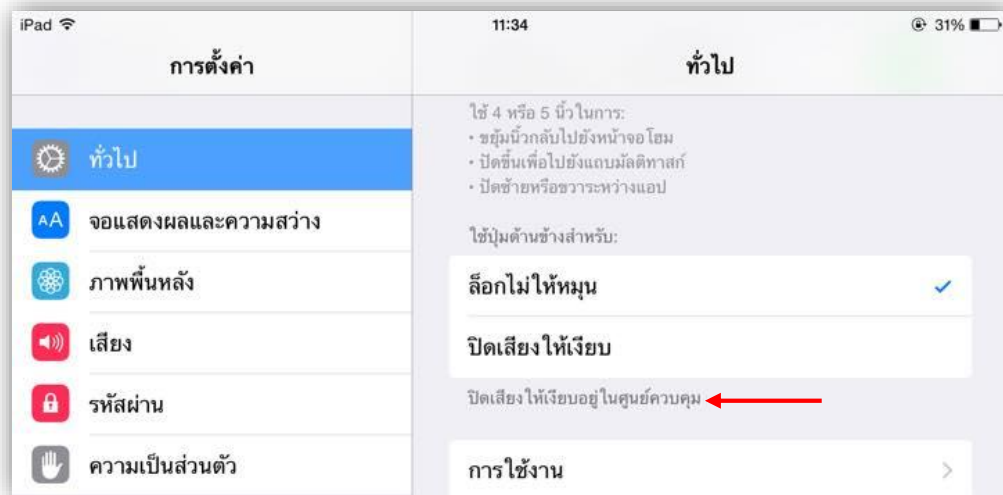 iPad
11:34
31%
การตั้งค่า
ทั่วไป
ทั่วไป
AA จอแสดงผลและความสว่าง
ภาพพื้นหลัง
เสียง
รหัสผ่าน
ความเป็นส่วนตัว
ใช้ 4 หรือ 5 นิ้วในการ:
• ขยุ้มนิ้วกลับไปยังหน้าจอโฮม
• ปัดขึ้นเพื่อไปยังแถบมัลติทาสก์
• ปัดซ้ายหรือขวาระหว่างแอป
ใช้ปุ่มด้านข้างสำหรับ:
ล็อกไม่ให้หมุน
ปิดเสียงให้เงียบ
ปิดเสียงให้เงียบอยู่ในศูนย์ควบคุม
การใช้งาน